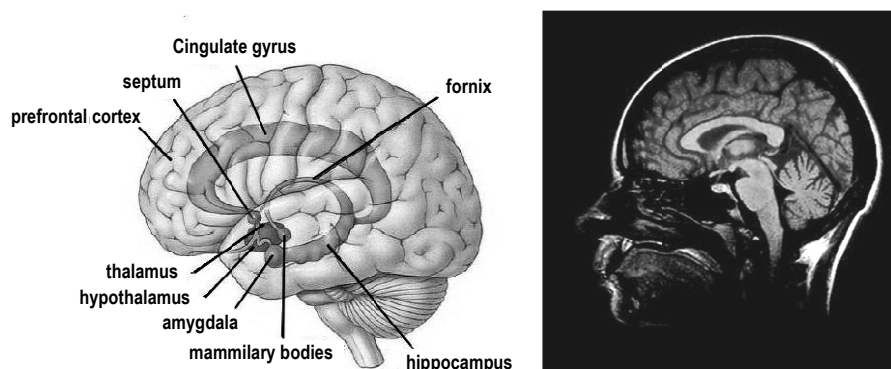 Cingulate gyrus
septum
fornix
prefrontal cortex
thalamus
hypothalamus
amygdala
mammilary bodies
hippocampus